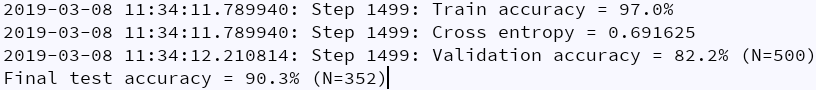 2019-03-08 11:34:11.789940: Step 1499: Train accuracy = 97.0%
2019-03-08 11:34:11.789940: Step 1499: Cross entropy = 0.691625
2019-03-08 11:34:12.210814: Step 1499: Validation accuracy = 82.2% (N=500)
Final test accuracy = 90.3% (N=352)